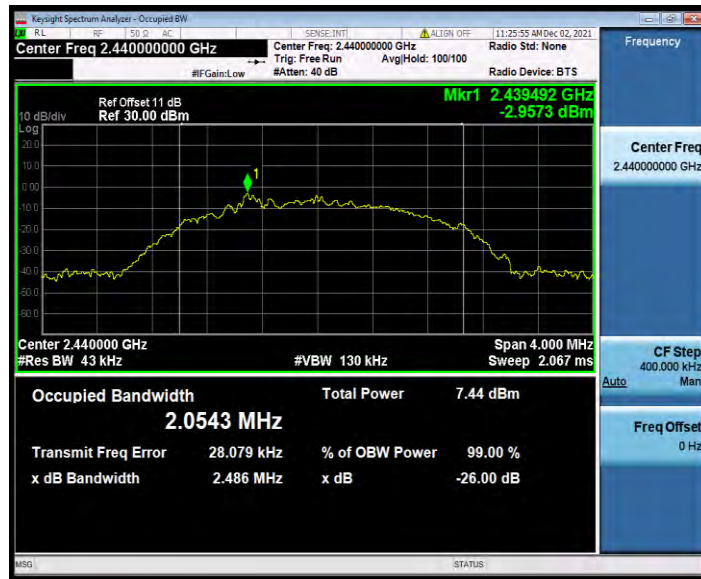 Keysight Spectrum Analyzer - Occupied BW
RL RF 50 Ω AC SENSE:INT ALIGN OFF 11:25:55 AM Dec 02, 2021
Center Freq 2.440000000 GHz
Center Freq: 2.440000000 GHz
Radio Std: None
Trig: Free Run Avg|Hold: 100/100
#IFGain:Low #Atten: 40 dB Radio Device: BTS
Mkr1 2.439492 GHz
-2.9573 dBm
Ref Offset 11 dB
10 dB/div Ref 30.00 dBm
Log
20.0
10.0
0.00
-10.0
-20.0
-30.0
-40.0
-50.0
-60.0
1
Center 2.440000 GHz Span 4.000 MHz
#Res BW 43 kHz #VBW 130 kHz Sweep 2.067 ms
Occupied Bandwidth Total Power 7.44 dBm
2.0543 MHz
Transmit Freq Error 28.079 kHz % of OBW Power 99.00 %
x dB Bandwidth 2.486 MHz x dB -26.00 dB
MSG STATUS
Frequency
Center Freq
2.440000000 GHz
CF Step
400.000 kHz
Auto Man
Freq Offset
0 Hz